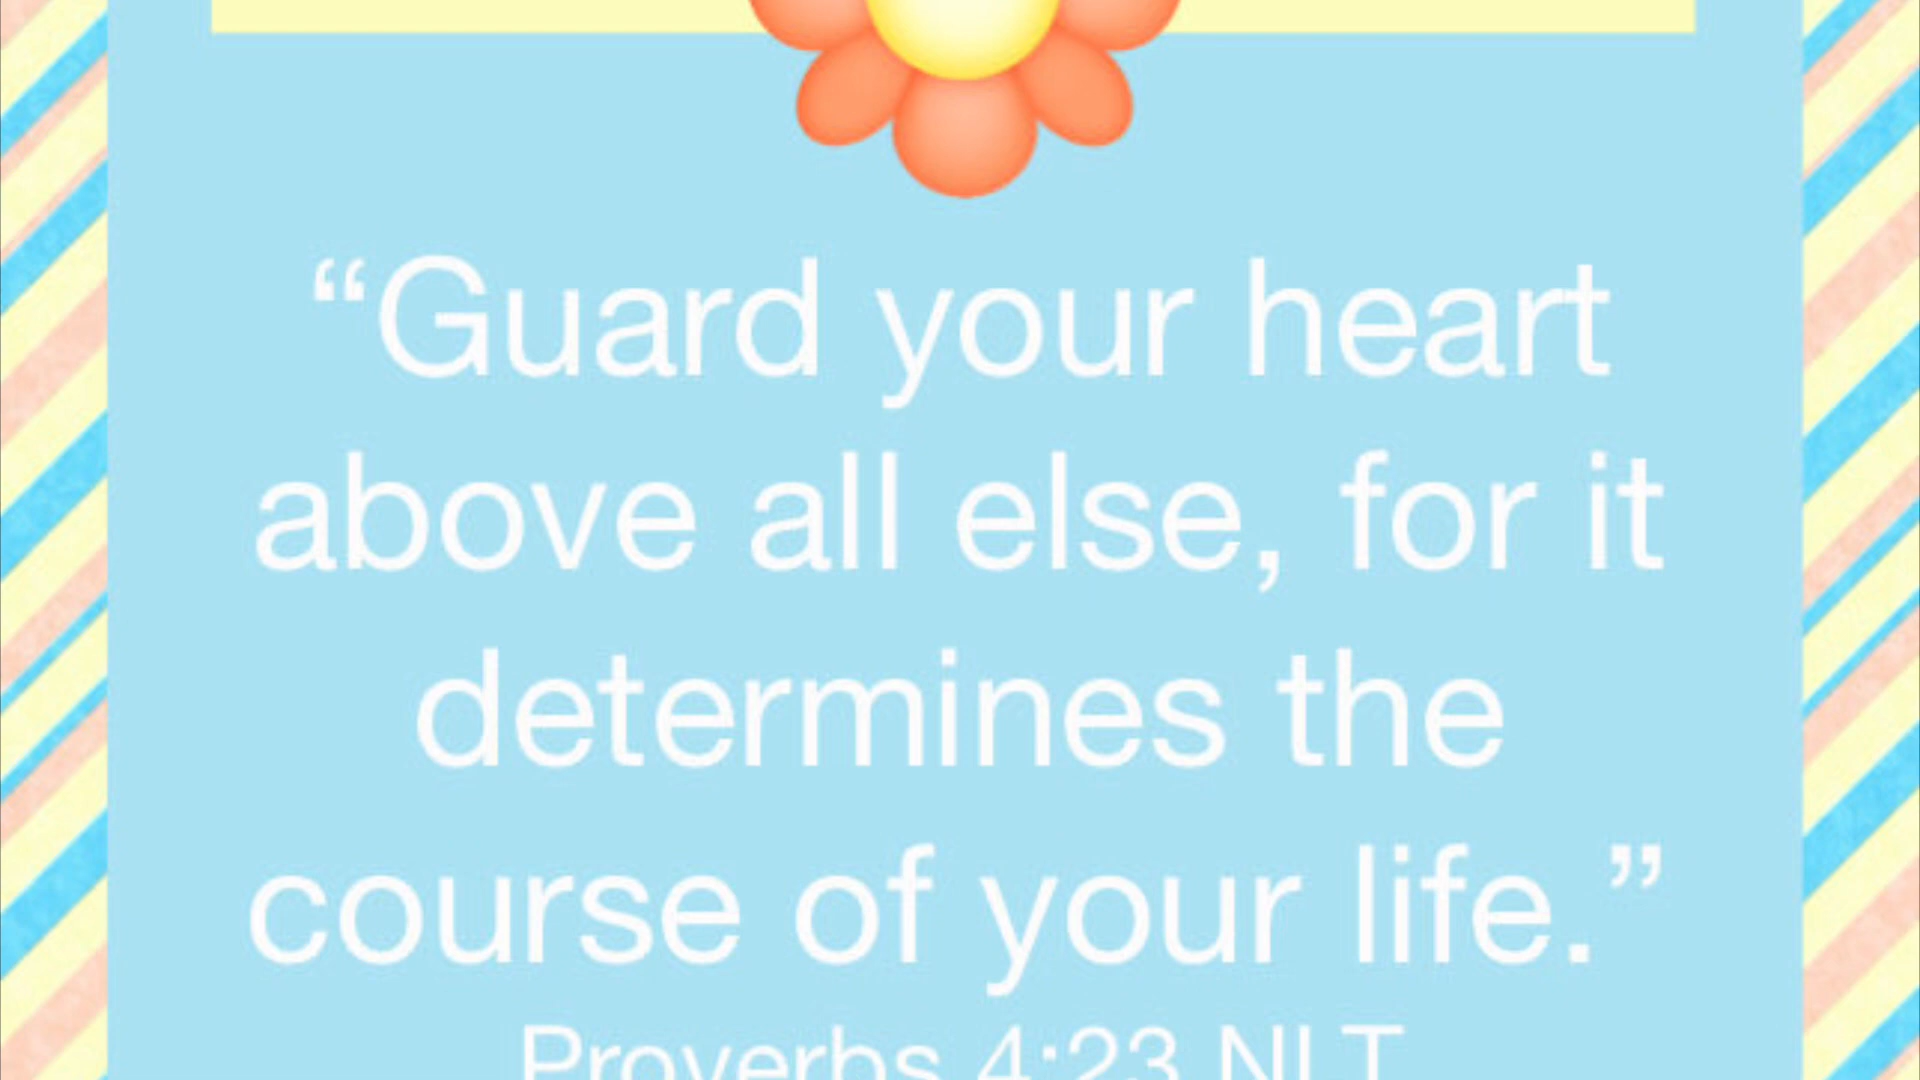 “Guard your heart
above all else, for it
determines the
course of your life.”
Proverbs 4:23 NLT